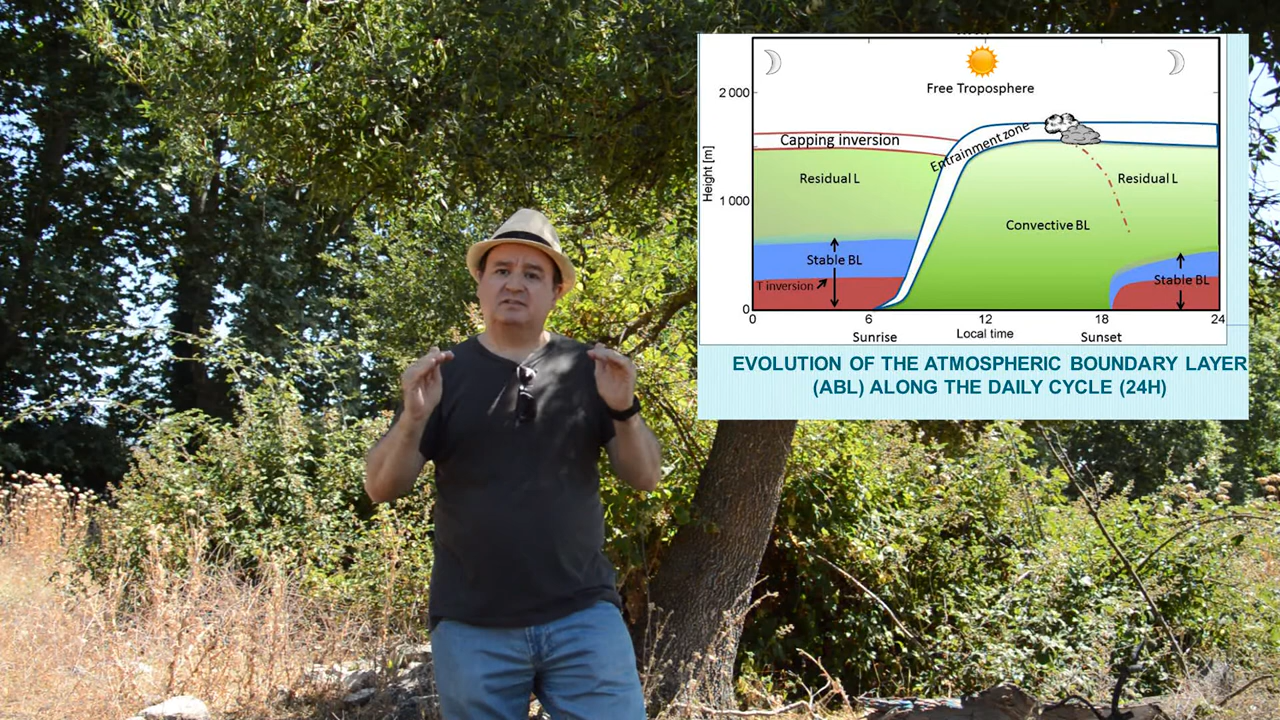 Free Troposphere
2 000
Capping inversion
Entrainment zone
Residual L
Residual L
Height [m]
1 000
Convective BL
Stable BL
Stable BL
T inversion
0
0
6
12
18
24
Sunrise
Local time
Sunset
EVOLUTION OF THE ATMOSPHERIC BOUNDARY LAYER
(ABL) ALONG THE DAILY CYCLE (24H)